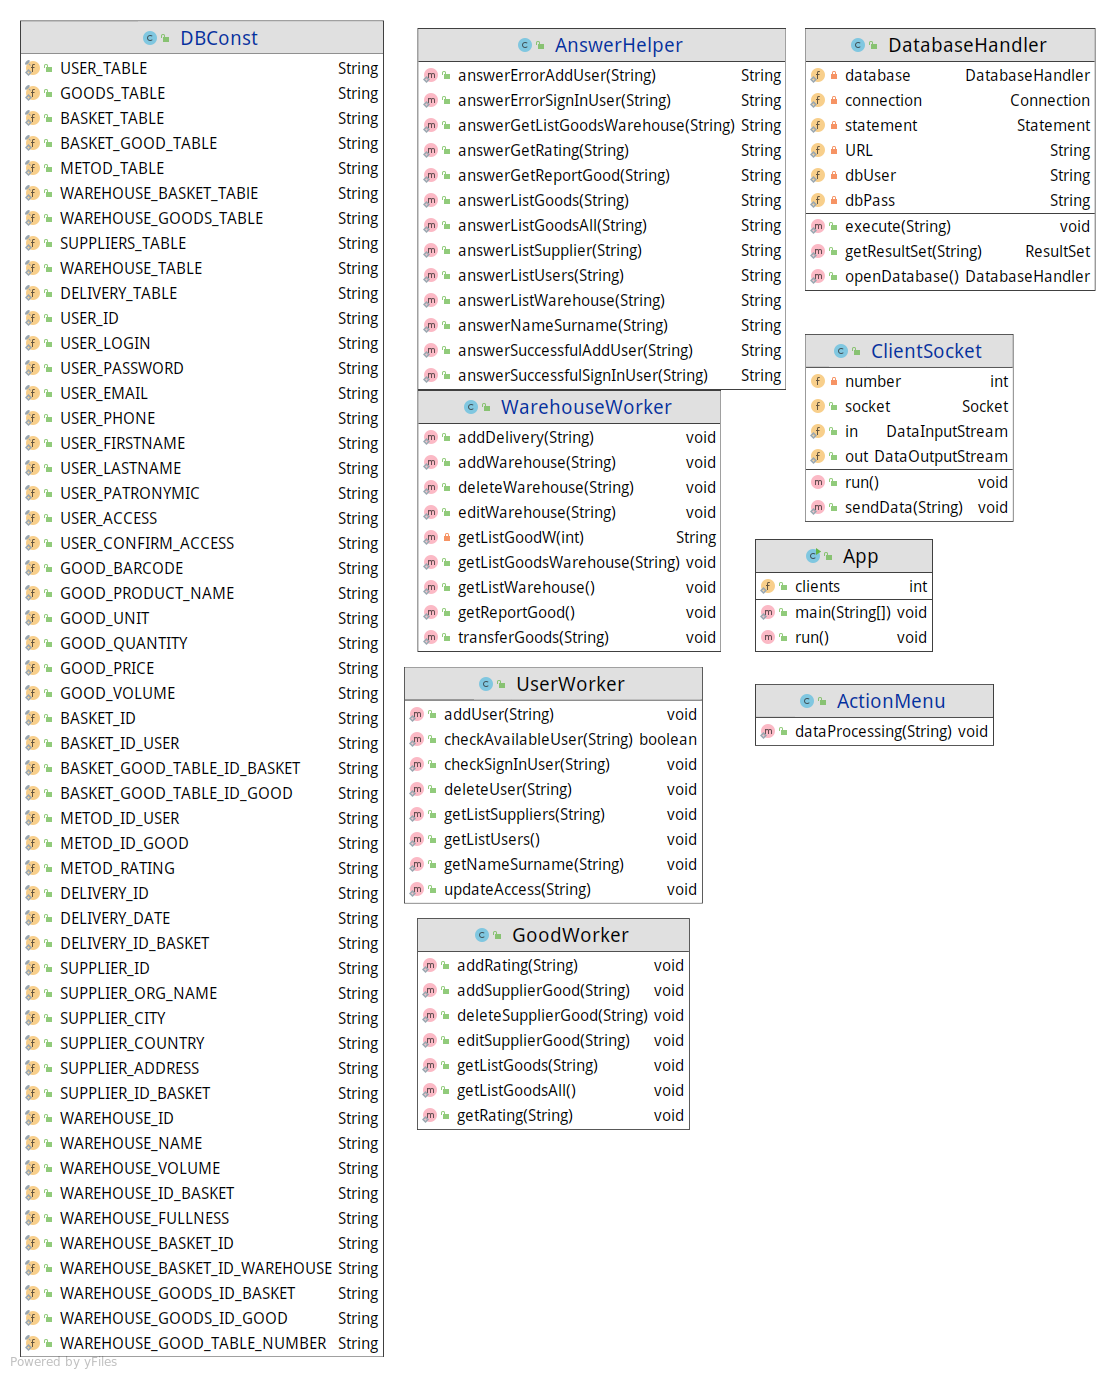 DBConst
USER_TABLE String
GOODS_TABLE String
BASKET_TABLE String
BASKET_GOOD_TABLE String
METOD_TABLE String
WAREHOUSE_BASKET_TABIE String
WAREHOUSE_GOODS_TABLE String
SUPPLIERS_TABLE String
WAREHOUSE_TABLE String
DELIVERY_TABLE String
USER_ID String
USER_LOGIN String
USER_PASSWORD String
USER_EMAIL String
USER_PHONE String
USER_FIRSTNAME String
USER_LASTNAME String
USER_PATRONYMIC String
USER_ACCESS String
USER_CONFIRM_ACCESS String
GOOD_BARCODE String
GOOD_PRODUCT_NAME String
GOOD_UNIT String
GOOD_QUANTITY String
GOOD_PRICE String
GOOD_VOLUME String
BASKET_ID String
BASKET_ID_USER String
BASKET_GOOD_TABLE_ID_BASKET String
BASKET_GOOD_TABLE_ID_GOOD String
METOD_ID_USER String
METOD_ID_GOOD String
METOD_RATING String
DELIVERY_ID String
DELIVERY_DATE String
DELIVERY_ID_BASKET String
SUPPLIER_ID String
SUPPLIER_ORG_NAME String
SUPPLIER_CITY String
SUPPLIER_COUNTRY String
SUPPLIER_ADDRESS String
SUPPLIER_ID_BASKET String
WAREHOUSE_ID String
WAREHOUSE_NAME String
WAREHOUSE_VOLUME String
WAREHOUSE_ID_BASKET String
WAREHOUSE_FULLNESS String
WAREHOUSE_BASKET_ID String
WAREHOUSE_BASKET_ID_WAREHOUSE String
WAREHOUSE_GOODS_ID_BASKET String
WAREHOUSE_GOODS_ID_GOOD String
WAREHOUSE_GOOD_TABLE_NUMBER String
Powered by yFiles
AnswerHelper
answerErrorAddUser(String) String
answerErrorSignInUser(String) String
answerGetListGoodsWarehouse(String) String
answerGetRating(String) String
answerGetReportGood(String) String
answerListGoods(String) String
answerListGoodsAll(String) String
answerListSupplier(String) String
answerListUsers(String) String
answerListWarehouse(String) String
answerNameSurname(String) String
answerSuccessfulAddUser(String) String
answerSuccessfulSignInUser(String) String
WarehouseWorker
addDelivery(String) void
addWarehouse(String) void
deleteWarehouse(String) void
editWarehouse(String) void
getListGoodW(int) String
getListGoodsWarehouse(String) void
getListWarehouse() void
getReportGood() void
transferGoods(String) void
UserWorker
addUser(String) void
checkAvailableUser(String) boolean
checkSignInUser(String) void
deleteUser(String) void
getListSuppliers(String) void
getListUsers() void
getNameSurname(String) void
updateAccess(String) void
GoodWorker
addRating(String) void
addSupplierGood(String) void
deleteSupplierGood(String) void
editSupplierGood(String) void
getListGoods(String) void
getListGoodsAll() void
getRating(String) void
DatabaseHandler
database DatabaseHandler
connection Connection
statement Statement
URL String
dbUser String
dbPass String
execute(String) void
getResultSet(String) ResultSet
openDatabase() DatabaseHandler
ClientSocket
number int
socket Socket
in DataInputStream
out DataOutputStream
run() void
sendData(String) void
App
clients int
main(String[]) void
run() void
ActionMenu
dataProcessing(String) void